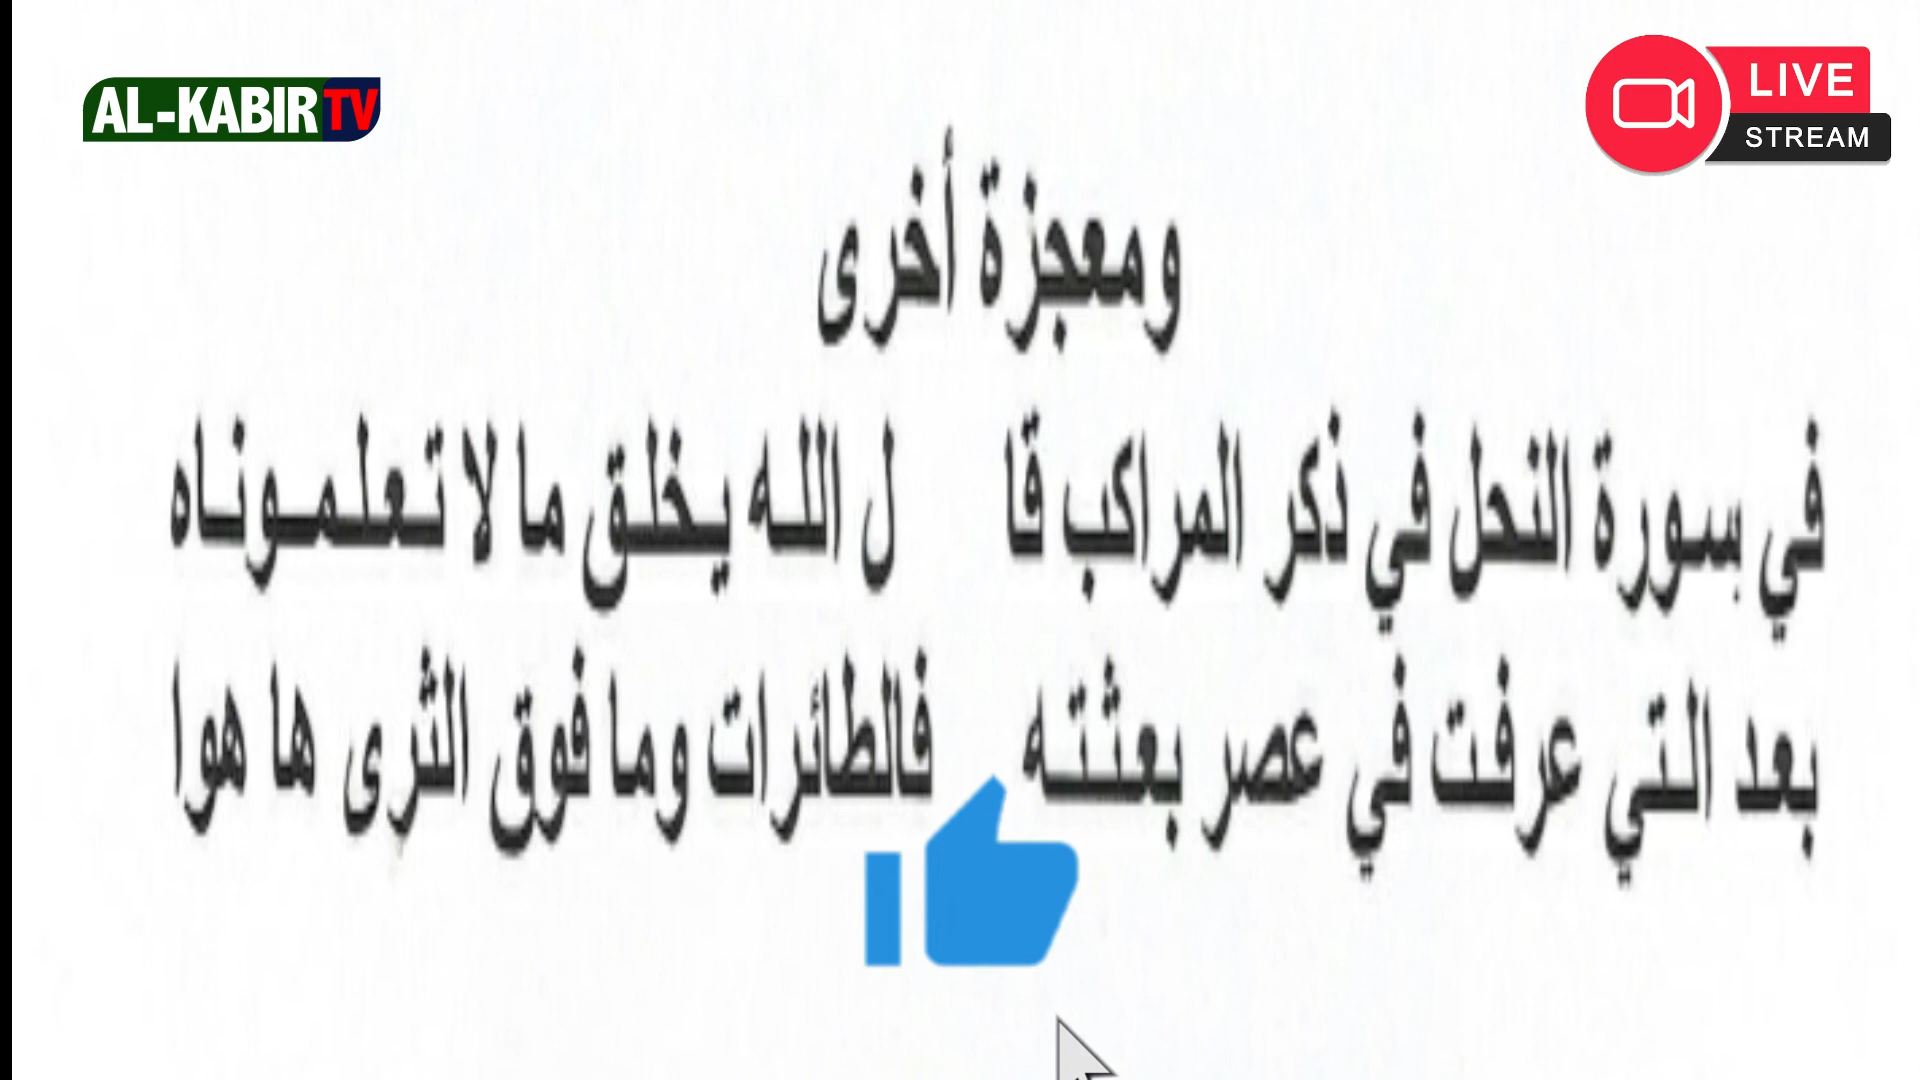 AL-KABIR TV
LIVE
STREAM
ومعجزة أخرى
في سورة النحل في ذكر المراكب قا ل الله يخلق ما لا تعلموناه
بعد التي عرفت في عصر بعثته فالطائرات وما فوق الثرى ها هوا